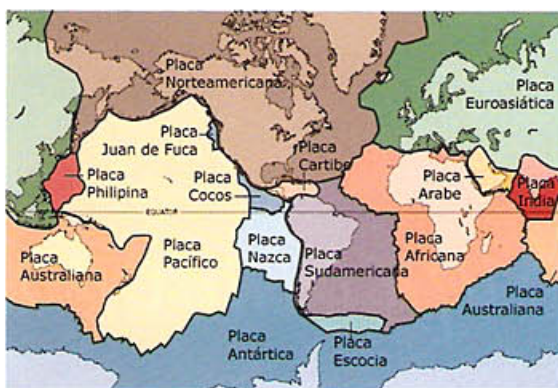 Placa
Norteamericana
Placa
Euroasiática
Placa
Juan de Fuca
Placa
Caribe
Placa
Philipina
Placa
Cocos
Placa
Arabe
Placa
India
EQUATOR
Placa
Australiana
Placa
Pacífico
Placa
Nazca
Placa
Sudamericana
Placa
Africana
Placa
Australiana
Placa
Antártica
Placa
Escocia